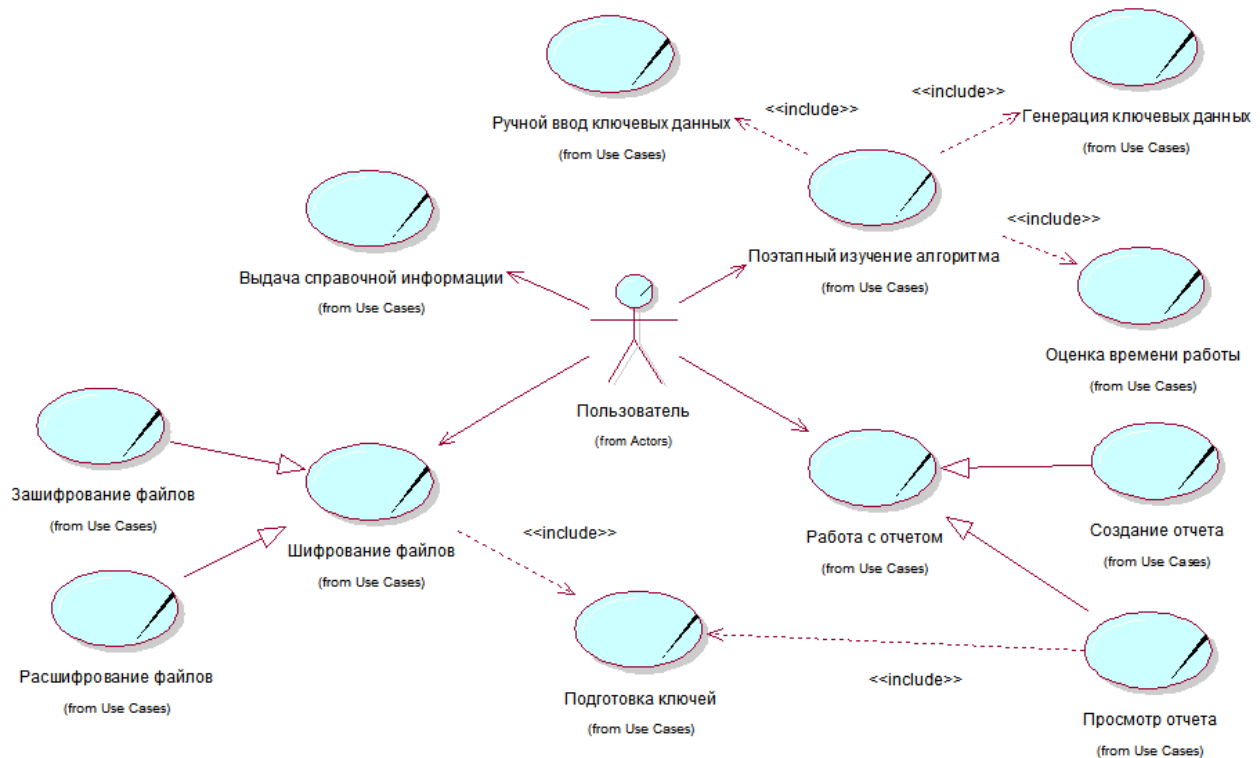 <<include>>
<<include>>
Ручной ввод ключевых данных
(from Use Cases)
Генерация ключевых данных
(from Use Cases)
<<include>>
Поэтапный изучение алгоритма
(from Use Cases)
Выдача справочной информации
(from Use Cases)
Оценка времени работы
(from Use Cases)
Пользователь
(from Actors)
Зашифрование файлов
(from Use Cases)
Шифрование файлов
(from Use Cases)
<<include>>
Работа с отчетом
(from Use Cases)
Создание отчета
(from Use Cases)
Расшифрование файлов
(from Use Cases)
Подготовка ключей
(from Use Cases)
<<include>>
Просмотр отчета
(from Use Cases)